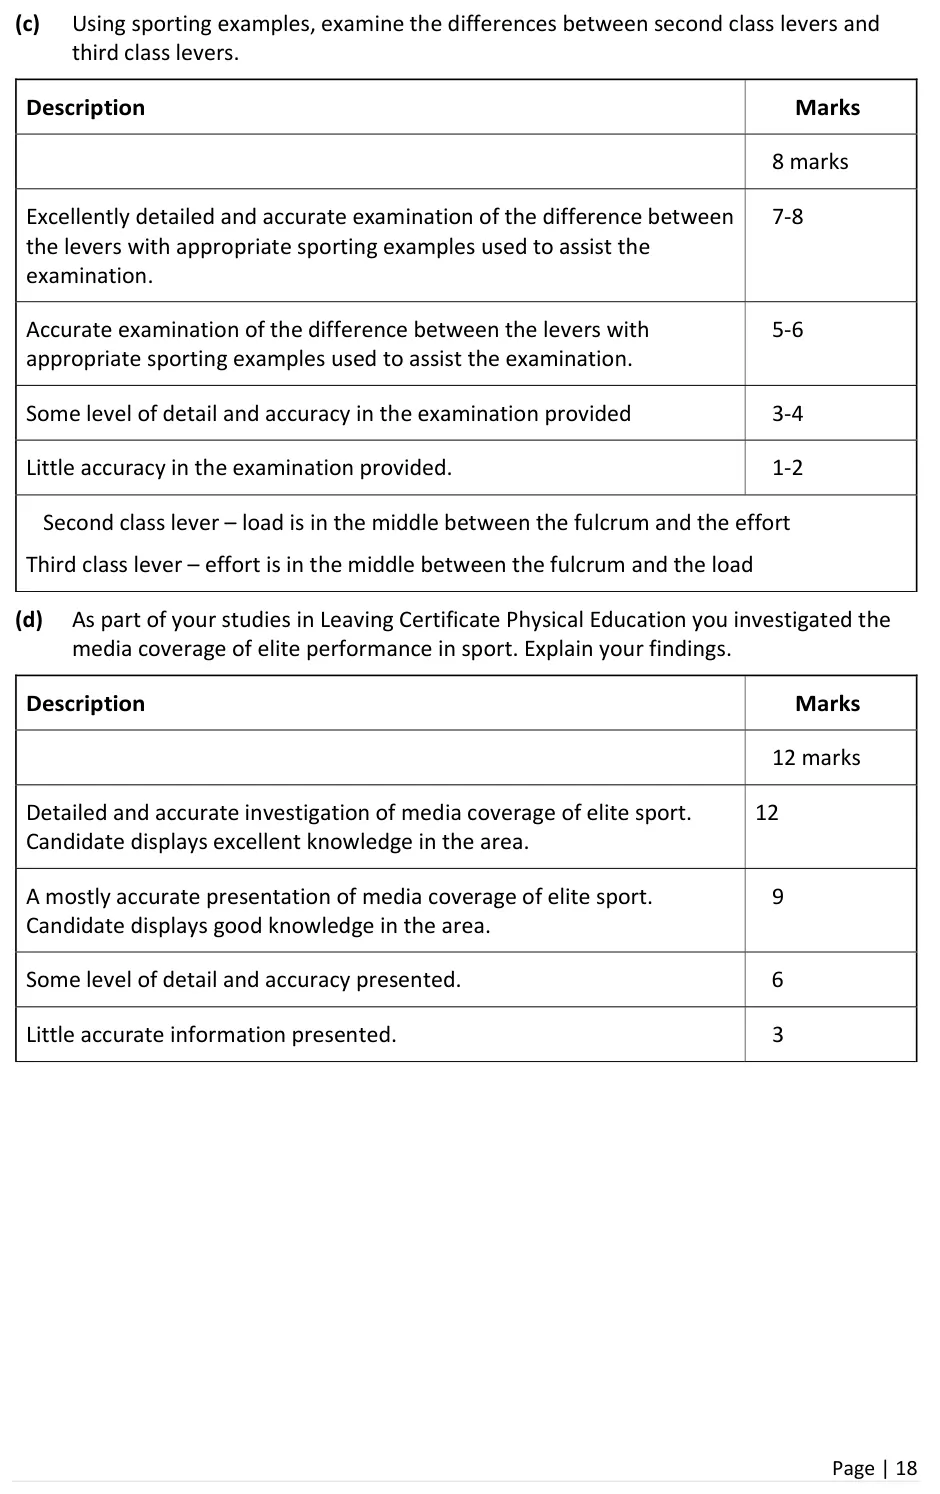 (c) Using sporting examples, examine the differences between second class levers and
third class levers.
Description Marks
8 marks
Excellently detailed and accurate examination of the difference between 7-8
the levers with appropriate sporting examples used to assist the
examination.
Accurate examination of the difference between the levers with 5-6
appropriate sporting examples used to assist the examination.
Some level of detail and accuracy in the examination provided 3-4
Little accuracy in the examination provided. 1-2
Second class lever – load is in the middle between the fulcrum and the effort
Third class lever – effort is in the middle between the fulcrum and the load
(d) As part of your studies in Leaving Certificate Physical Education you investigated the
media coverage of elite performance in sport. Explain your findings.
Description Marks
12 marks
Detailed and accurate investigation of media coverage of elite sport. 12
Candidate displays excellent knowledge in the area.
A mostly accurate presentation of media coverage of elite sport. 9
Candidate displays good knowledge in the area.
Some level of detail and accuracy presented. 6
Little accurate information presented. 3
Page | 18